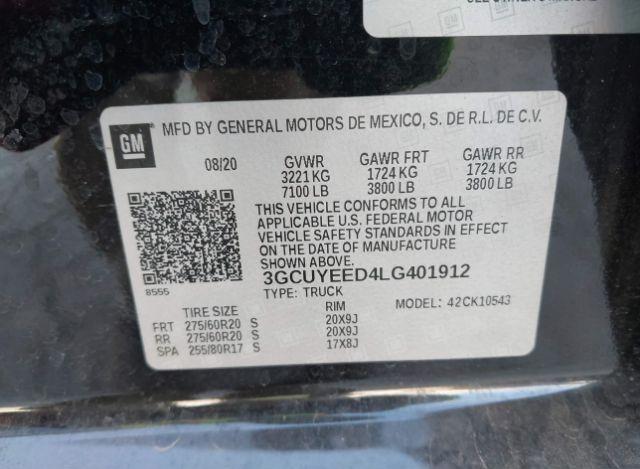 GM
MFD BY GENERAL MOTORS DE MEXICO, S. DE R.L. DE C.V.
GM
08/20 GVWR GAWR FRT GAWR RR
3221 KG 1724 KG 1724 KG
7100 LB 3800 LB 3800 LB
THIS VEHICLE CONFORMS TO ALL
APPLICABLE U.S. FEDERAL MOTOR
VEHICLE SAFETY STANDARDS IN EFFECT
ON THE DATE OF MANUFACTURE
SHOWN ABOVE.
3GCUYEED4LG401912
8555 TYPE: TRUCK MODEL: 42CK10543
TIRE SIZE RIM
FRT 275/60R20 S 20X9J
RR 275/60R20 S 20X9J
SPA 255/80R17 S 17X8J